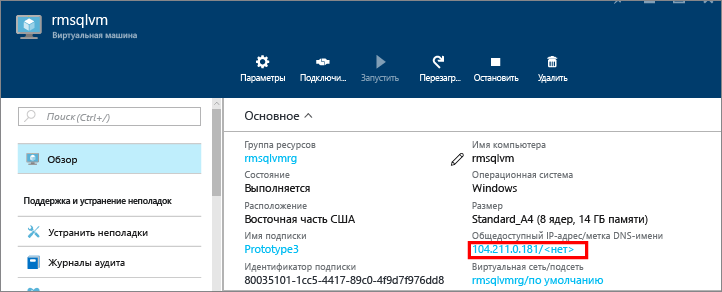 rmsqlvm
Виртуальная машина
Параметры
Подключи...
Запустить
Перезагр...
Остановить
Удалить
Поиск (Ctrl+/)
Обзор
Поддержка и устранение неполадок
Устранить неполадки
Журналы аудита
Основное
Группа ресурсов
rmsqlvmrg
Состояние
Выполняется
Расположение
Восточная часть США
Имя подписки
Prototype3
Идентификатор подписки
80035101-1cc5-4417-89c0-4f9d7f976dd8
Имя компьютера
rmsqlvm
Операционная система
Windows
Размер
Standard_A4 (8 ядер, 14 ГБ памяти)
Общедоступный IP-адрес/метка DNS-имени
104.211.0.181/<нет>
Виртуальная сеть/подсеть
rmsqlvmrg/по умолчанию